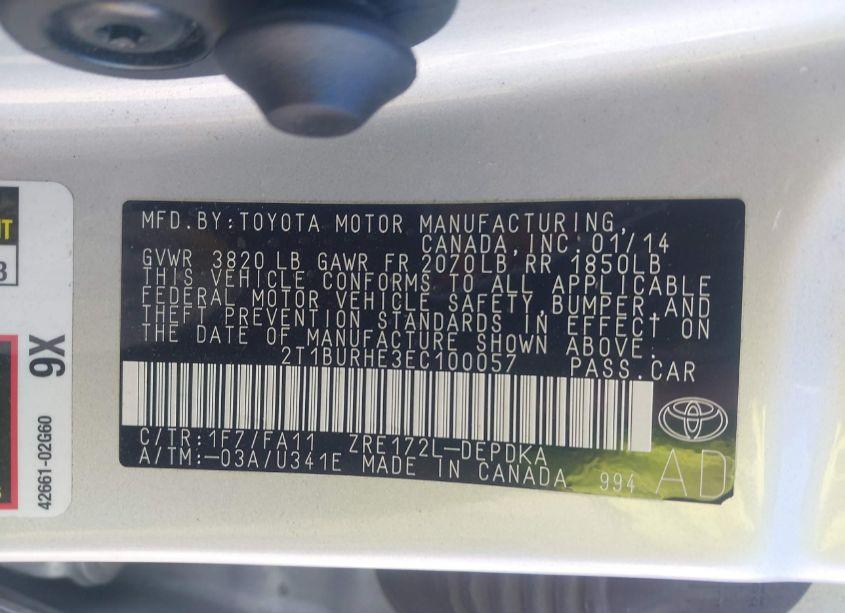 MFD.BY:TOYOTA MOTOR MANUFACTURING,
CANADA,INC. 01/14
GVWR 3820 LB GAWR FR 2070LB RR 1850LB
THIS VEHICLE CONFORMS TO ALL APPLICABLE
FEDERAL MOTOR VEHICLE SAFETY,BUMPER,AND
THEFT PREVENTION STANDARDS IN EFFECT ON
THE DATE OF MANUFACTURE SHOWN ABOVE.
2T1BURHE3EC100057 PASS.CAR
C/TR:1F7/FA11 ZRE172L-DEPDKA
A/TM:-03A/U341E MADE IN CANADA 994
AD
9X
42661-02G60